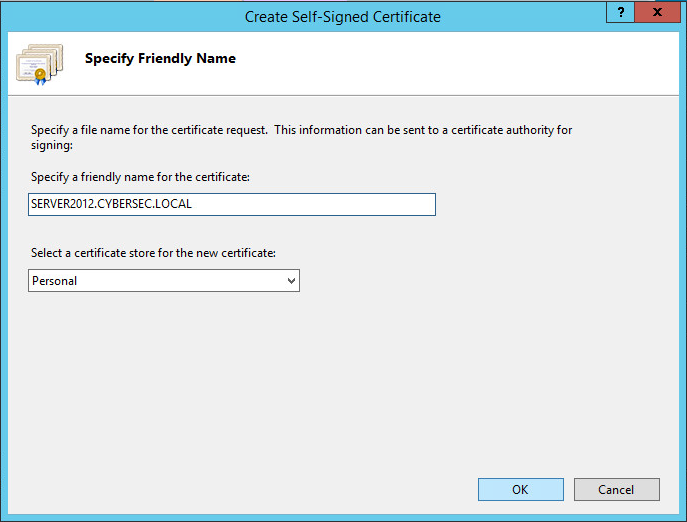 Create Self-Signed Certificate
? x
Specify Friendly Name
Specify a file name for the certificate request.  This information can be sent to a certificate authority for
signing:
Specify a friendly name for the certificate:
SERVER2012.CYBERSEC.LOCAL
Select a certificate store for the new certificate:
Personal
OK Cancel